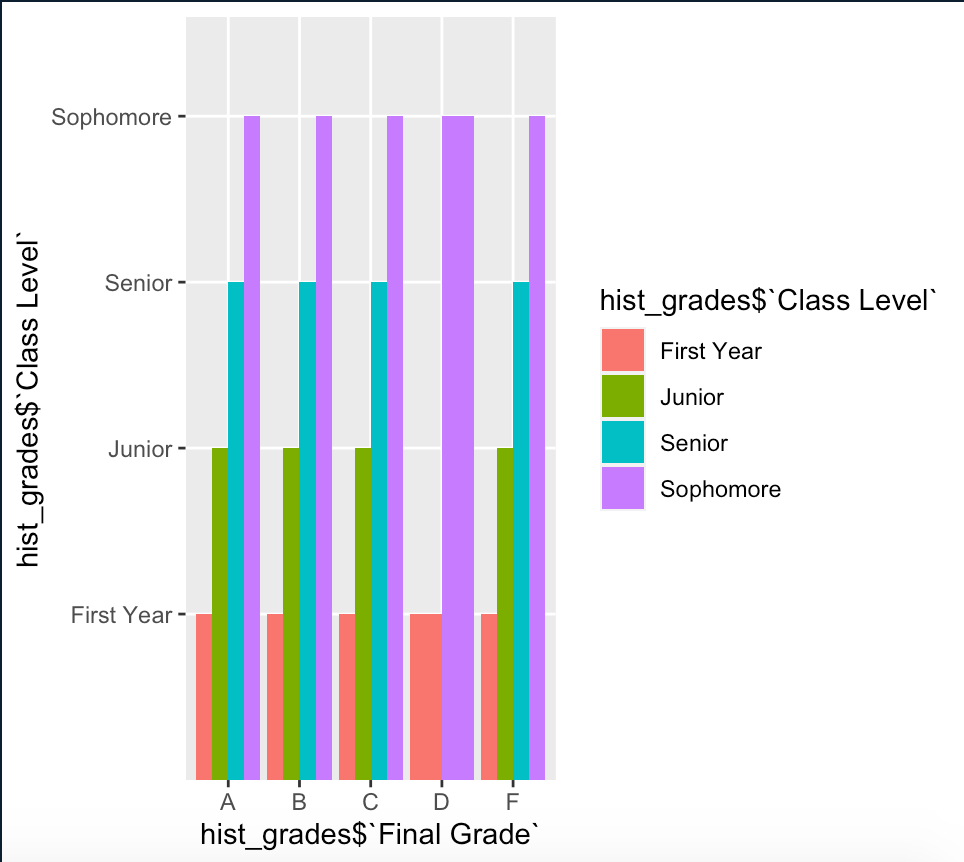 Sophomore
Senior
Junior
First Year
hist_grades$`Class Level`
A B C D F
hist_grades$`Final Grade`
hist_grades$`Class Level`
First Year
Junior
Senior
Sophomore